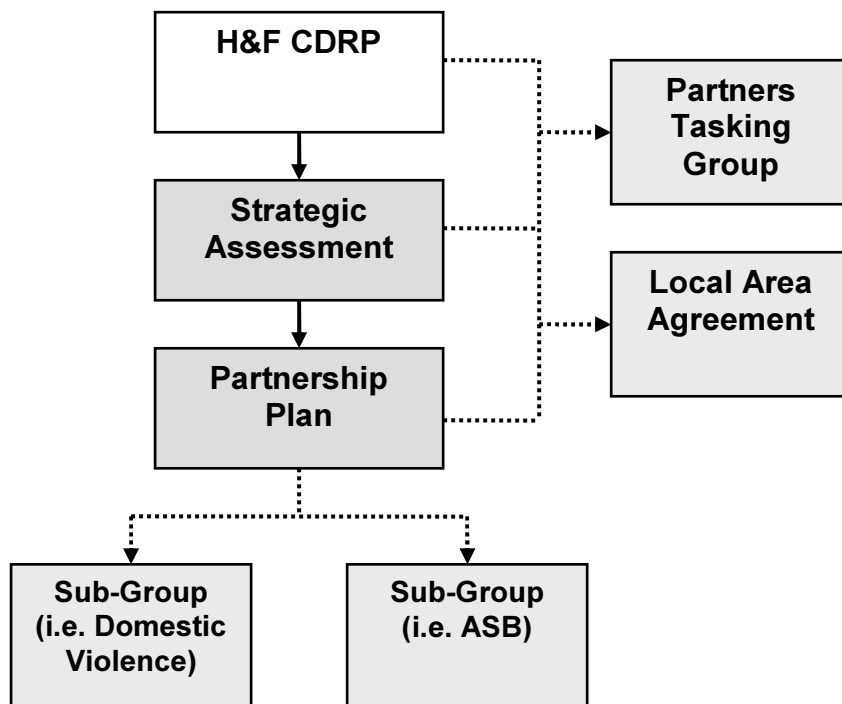 H&F CDRP
Partners
Tasking
Group
Strategic
Assessment
Local Area
Agreement
Partnership
Plan
Sub-Group
(i.e. Domestic
Violence)
Sub-Group
(i.e. ASB)